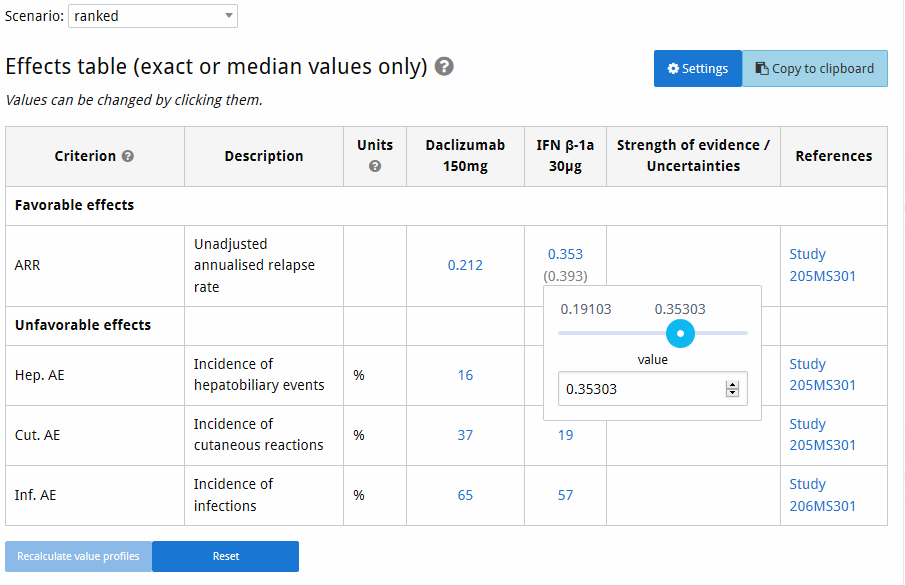 Scenario: ranked
Effects table (exact or median values only) ?
Settings Copy to clipboard
Values can be changed by clicking them.
Criterion ? Description Units ? Daclizumab 150mg IFN β-1a 30µg Strength of evidence / Uncertainties References
Favorable effects
ARR Unadjusted annualised relapse rate 0.212 0.353 (0.393) Study 205MS301
0.19103 0.35303
value
0.35303
Unfavorable effects
Hep. AE Incidence of hepatobiliary events % 16 Study 205MS301
Cut. AE Incidence of cutaneous reactions % 37 19 Study 205MS301
Inf. AE Incidence of infections % 65 57 Study 206MS301
Recalculate value profiles Reset